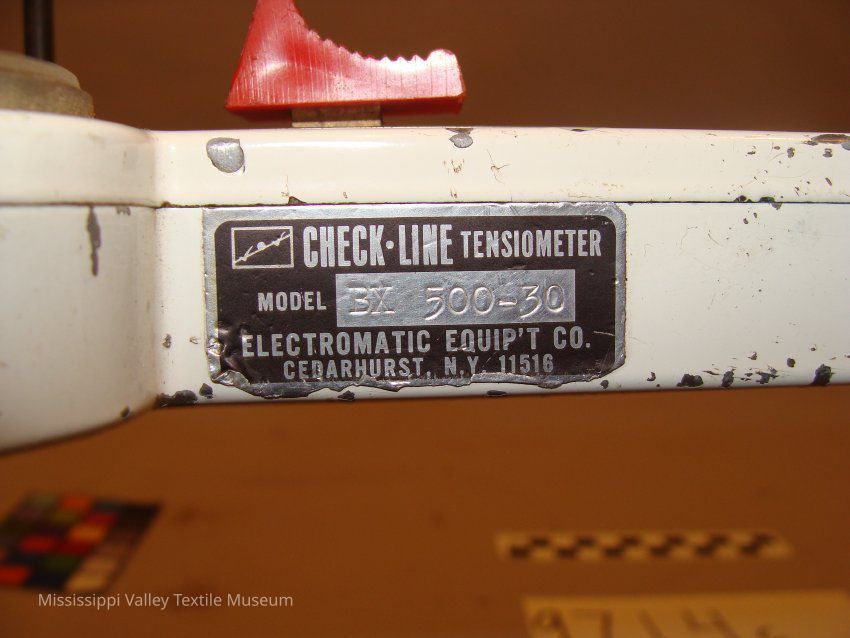 CHECK·LINE TENSIOMETER
MODEL BX 500-30
ELECTROMATIC EQUIP'T CO.
CEDARHURST, N.Y. 11516
Mississippi Valley Textile Museum